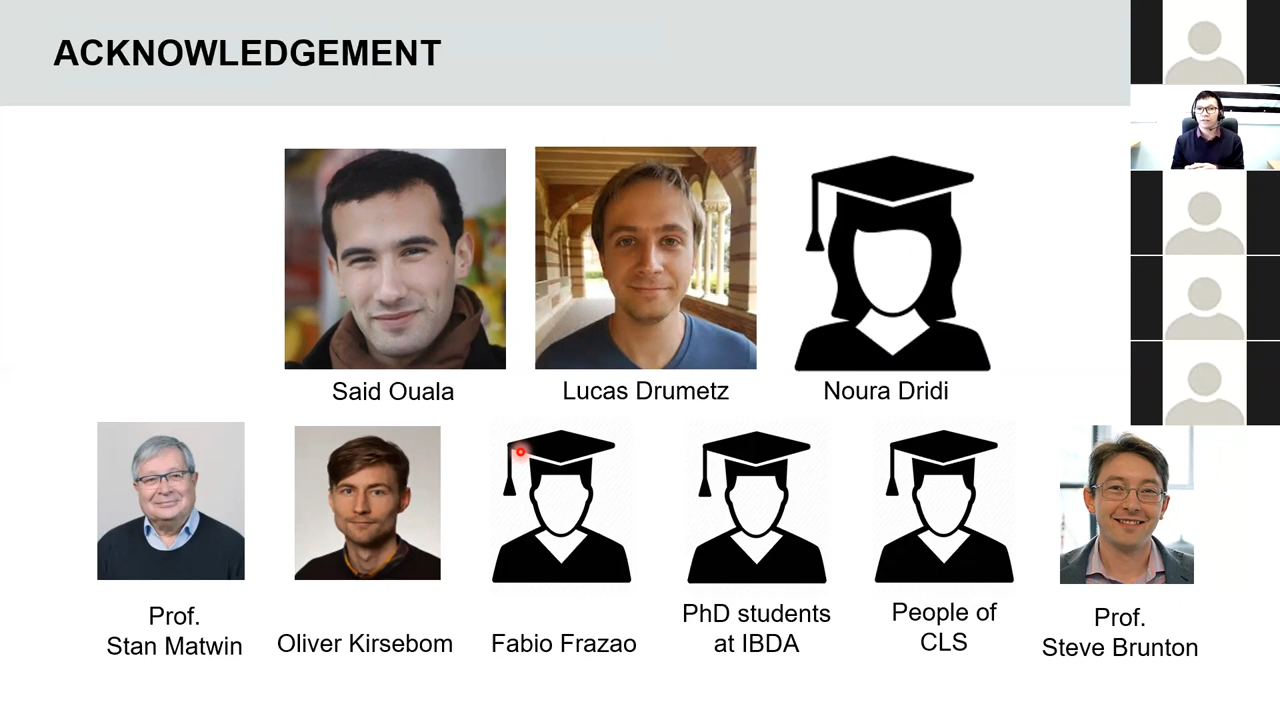 ACKNOWLEDGEMENT
Said Ouala
Lucas Drumetz
Noura Dridi
Prof.
Stan Matwin
Oliver Kirsebom
Fabio Frazao
PhD students
at IBDA
People of
CLS
Prof.
Steve Brunton